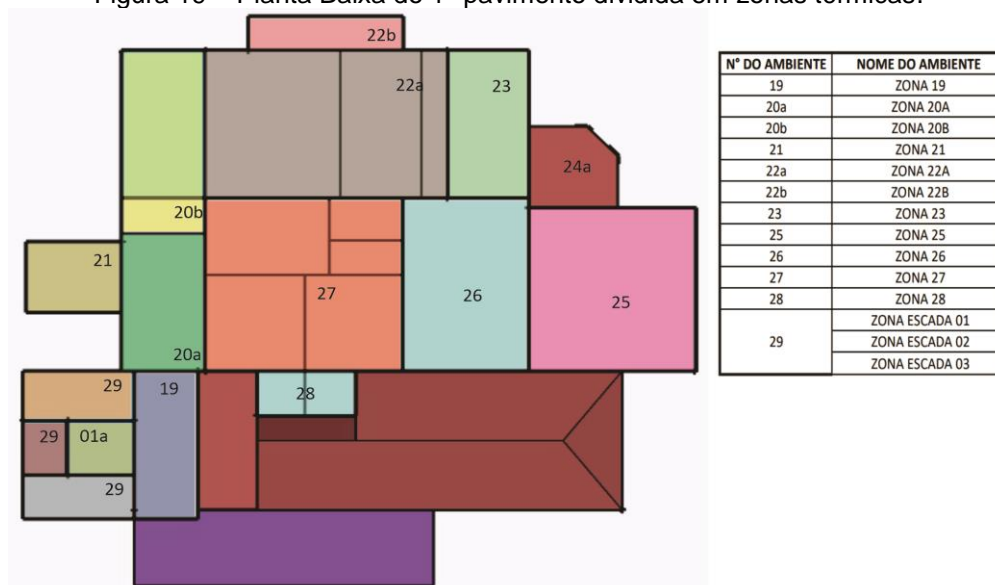 Figura 10 – Planta Baixa do 1° pavimento dividida em zonas térmicas.
22b
22a
23
24a
20b
21
27
26
25
20a
29
19
28
29
01a
29
N° DO AMBIENTE NOME DO AMBIENTE
19 ZONA 19
20a ZONA 20A
20b ZONA 20B
21 ZONA 21
22a ZONA 22A
22b ZONA 22B
23 ZONA 23
25 ZONA 25
26 ZONA 26
27 ZONA 27
28 ZONA 28
29 ZONA ESCADA 01
ZONA ESCADA 02
ZONA ESCADA 03